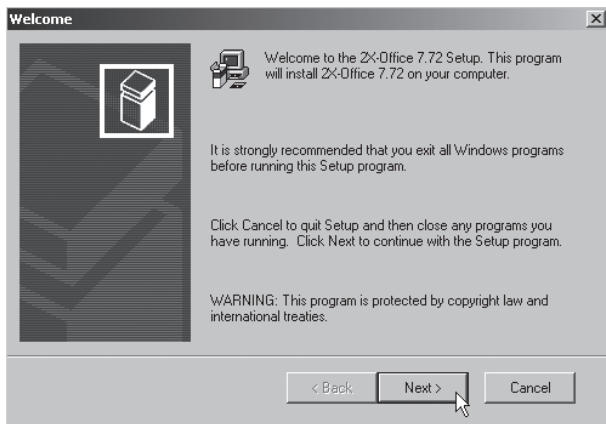 Welcome
Welcome to the 2X-Office 7.72 Setup. This program
will install 2X-Office 7.72 on your computer.
It is strongly recommended that you exit all Windows programs
before running this Setup program.
Click Cancel to quit Setup and then close any programs you
have running. Click Next to continue with the Setup program.
WARNING: This program is protected by copyright law and
international treaties.
< Back
Next >
Cancel